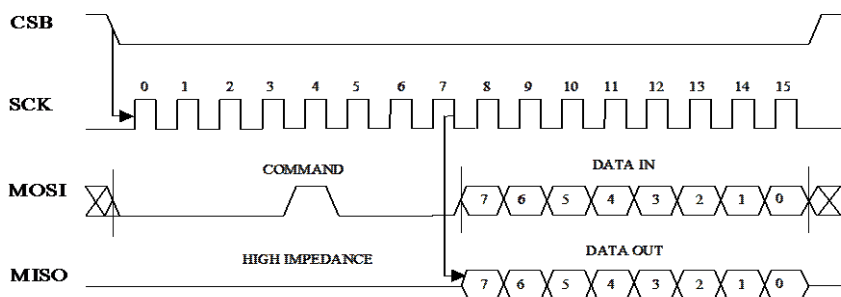 CSB
0 1 2 3 4 5 6 7 8 9 10 11 12 13 14 15
SCK
COMMAND DATA IN
MOSI 7 6 5 4 3 2 1 0
HIGH IMPEDANCE DATA OUT
MISO 7 6 5 4 3 2 1 0